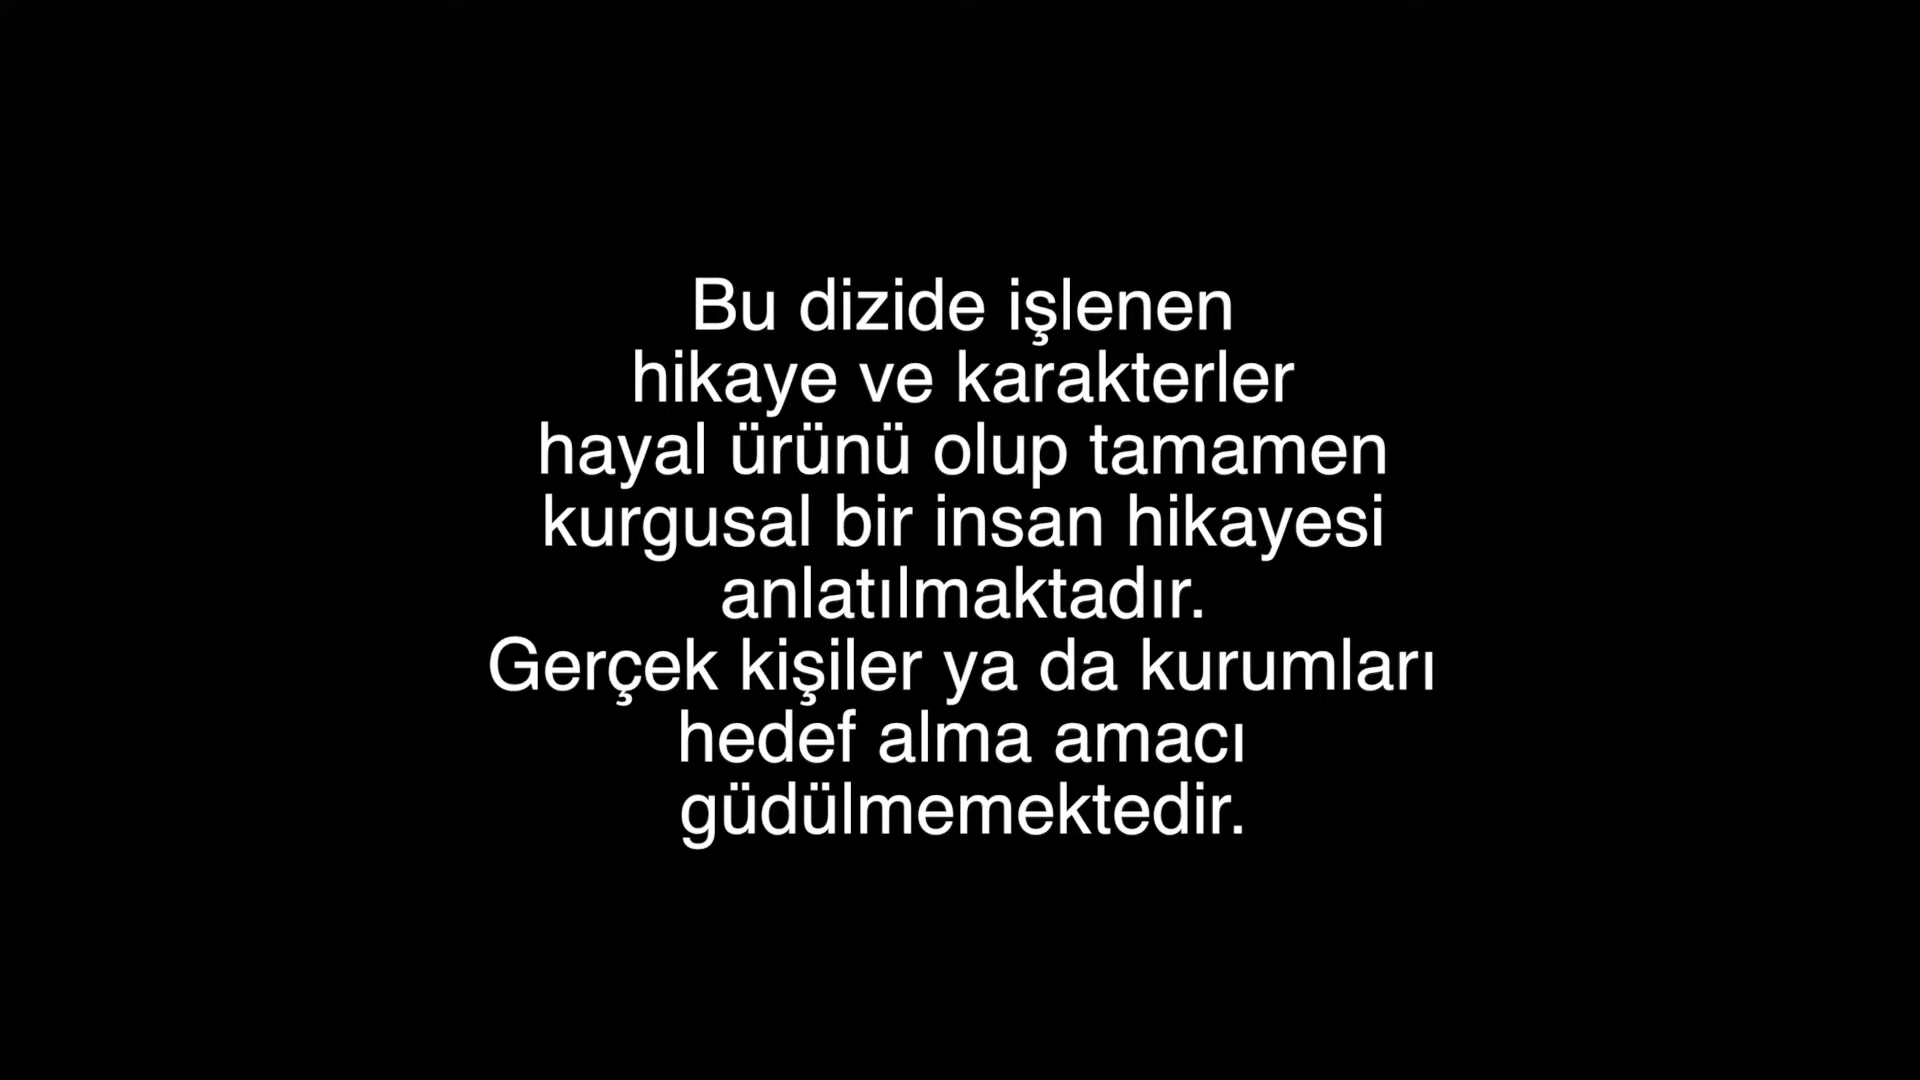 Bu dizide işlenen
hikaye ve karakterler
hayal ürünü olup tamamen
kurgusal bir insan hikayesi
anlatılmaktadır.
Gerçek kişiler ya da kurumları
hedef alma amacı
güdülmemektedir.